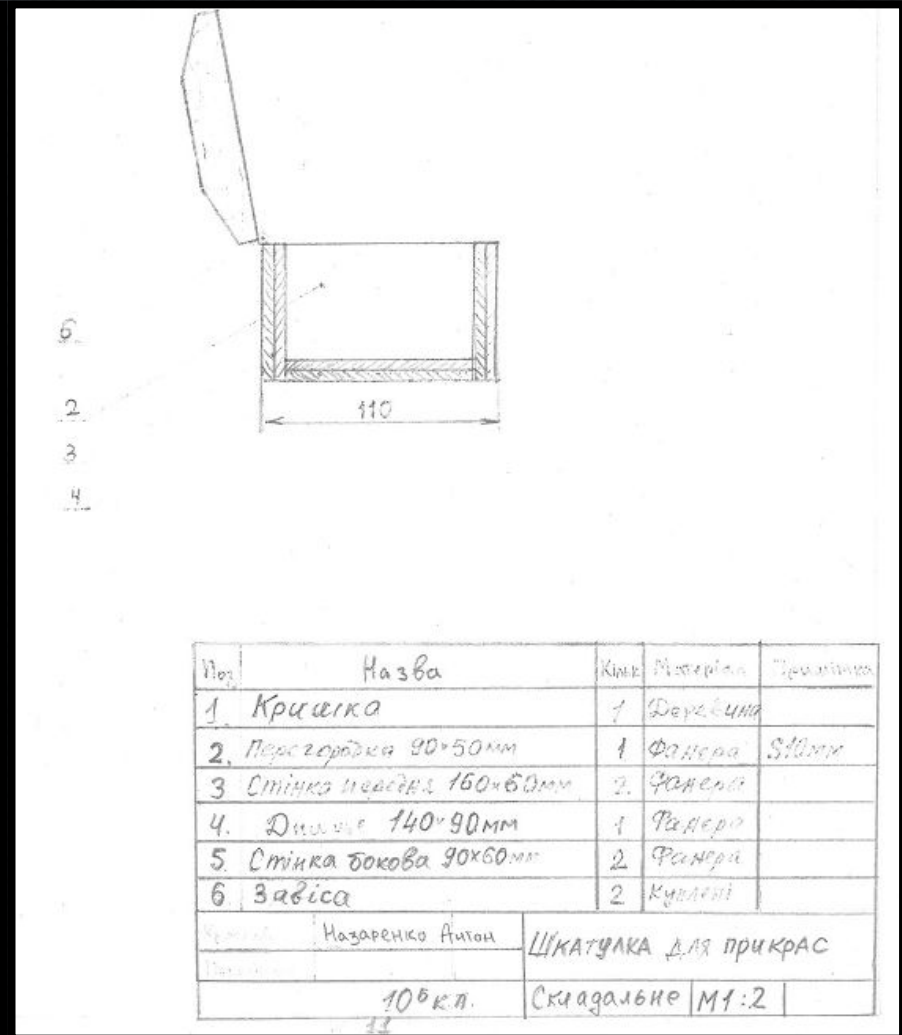 6
2
3
4
110
Поз. Назва Кільк Матеріал Примітка
1. Кришка 1 Деревина
2. Перегородка 90×50мм 1 Фанера S10мм
3 Стінка передня 160×60мм 2. Фанера
4. Днище 140×90мм 1 Фанера
5. Стінка бокова 90×60мм 2 Фанера
6 Завіса 2 Куплені
Назаренко Антон
Шкатулка для прикрас
10б кл. Складальне М1:2
11